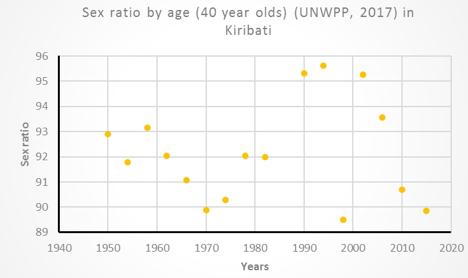 Sex ratio by age (40 year olds) (UNWPP, 2017) in
Kiribati
96
95
94
93
92
91
90
89
Sex ratio
1940 1950 1960 1970 1980 1990 2000 2010 2020
Years